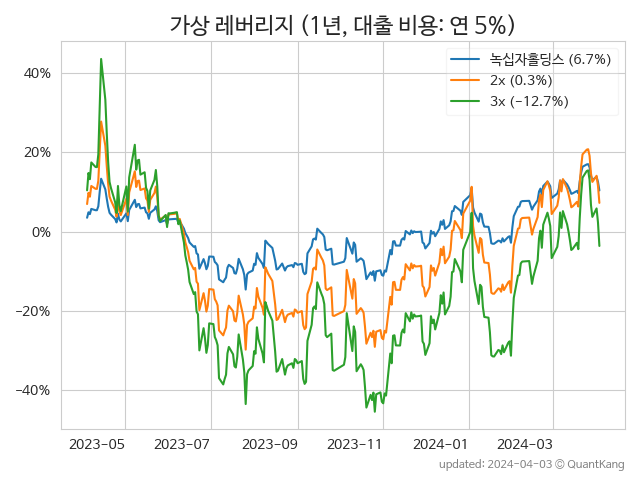 가상 레버리지 (1년, 대출 비용: 연 5%)
녹십자홀딩스 (6.7%)
2x (0.3%)
3x (−12.7%)
40%
20%
0%
−20%
−40%
2023−05 2023−07 2023−09 2023−11 2024−01 2024−03
updated: 2024−04−03 © QuantKang